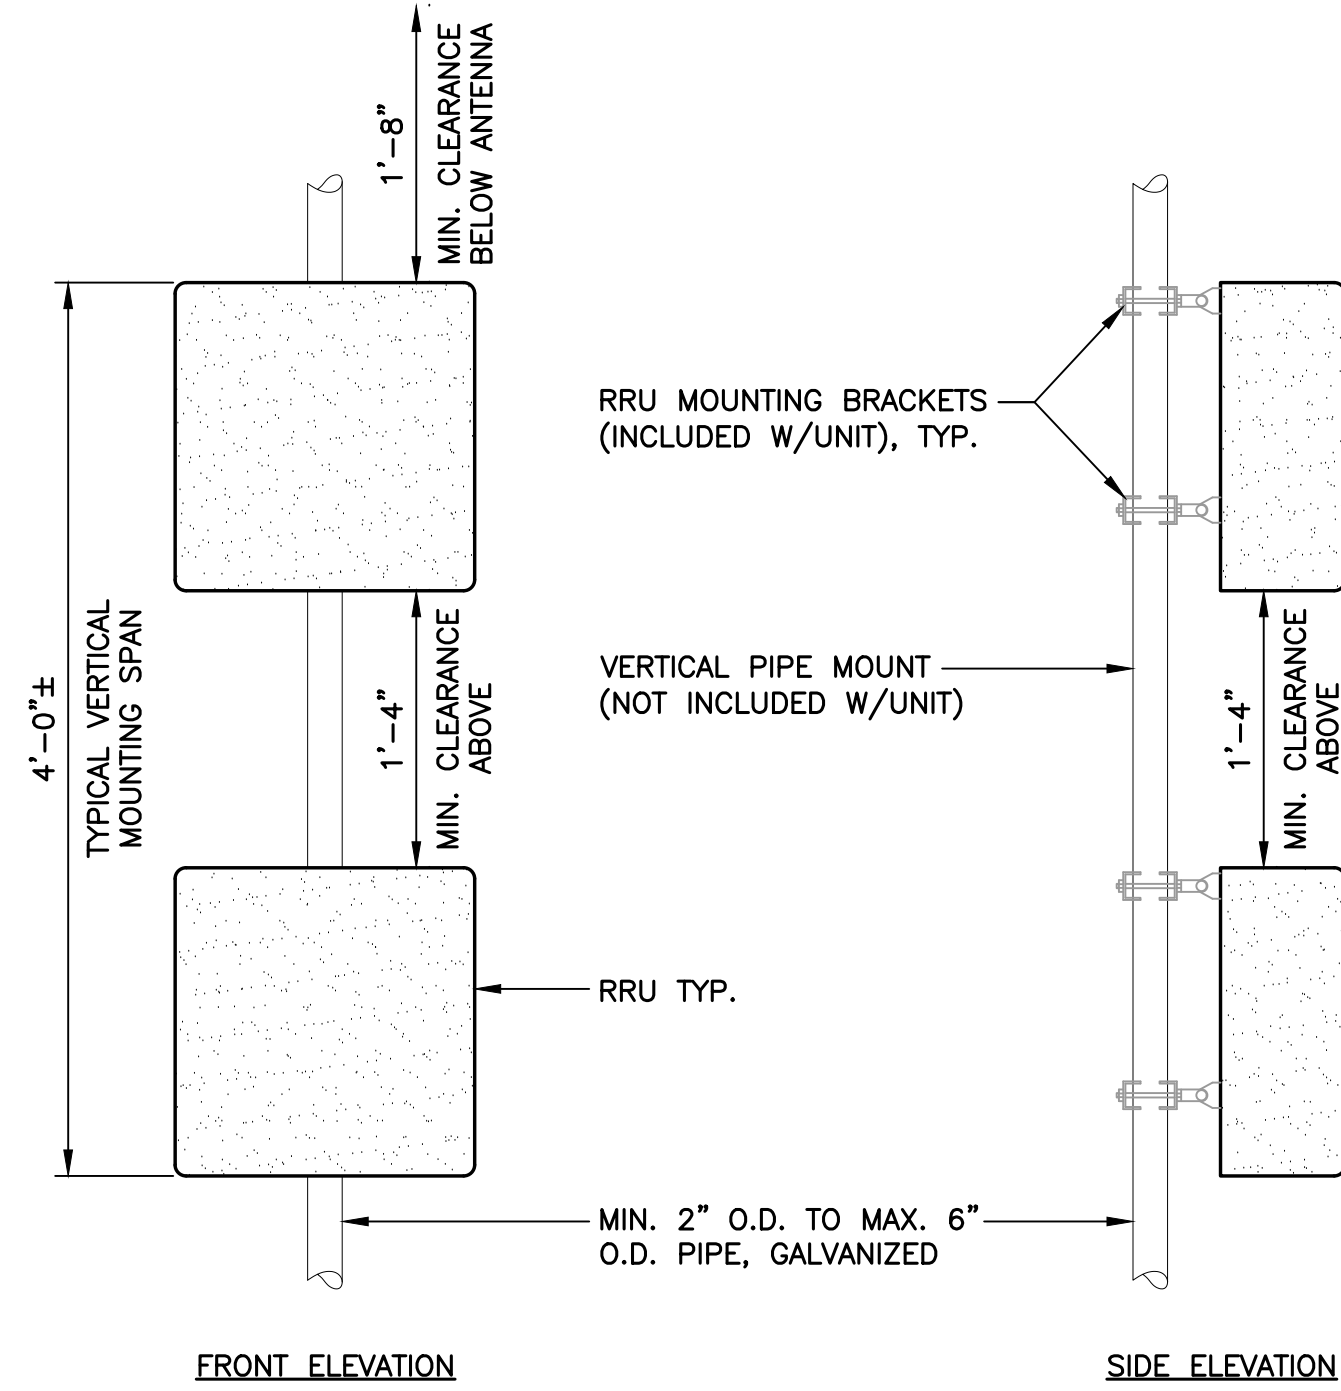 1'-8"
MIN. CLEARANCE
BELOW ANTENNA
RRU MOUNTING BRACKETS
(INCLUDED W/UNIT), TYP.
4'-0"±
TYPICAL VERTICAL
MOUNTING SPAN
1'-4"
MIN. CLEARANCE
ABOVE
VERTICAL PIPE MOUNT
(NOT INCLUDED W/UNIT)
1'-4"
MIN. CLEARANCE
ABOVE
RRU TYP.
MIN. 2" O.D. TO MAX. 6"
O.D. PIPE, GALVANIZED
FRONT ELEVATION
SIDE ELEVATION